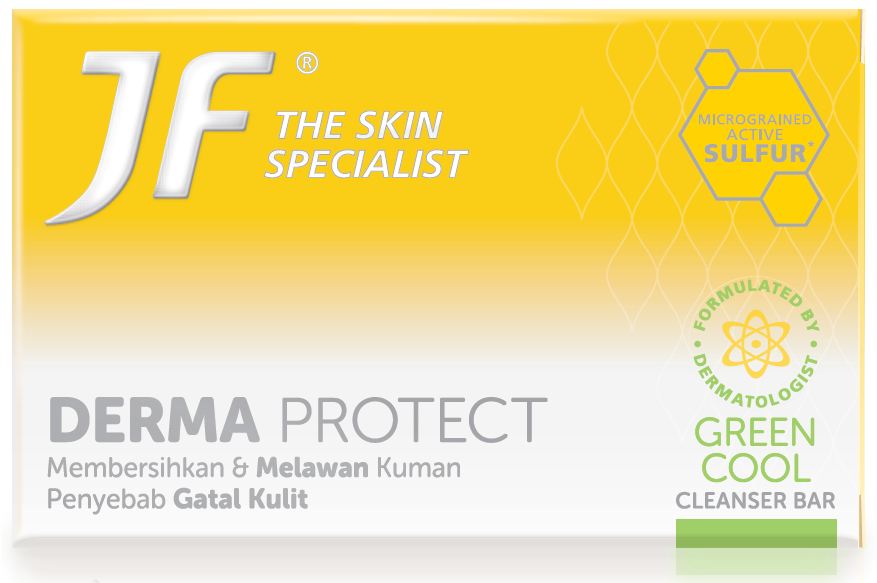 JF®
THE SKIN
SPECIALIST
MICROGRAINED
ACTIVE
SULFUR*
• FORMULATED BY •
DERMATOLOGIST
DERMA PROTECT
Membersihkan & Melawan Kuman
Penyebab Gatal Kulit
GREEN
COOL
CLEANSER BAR